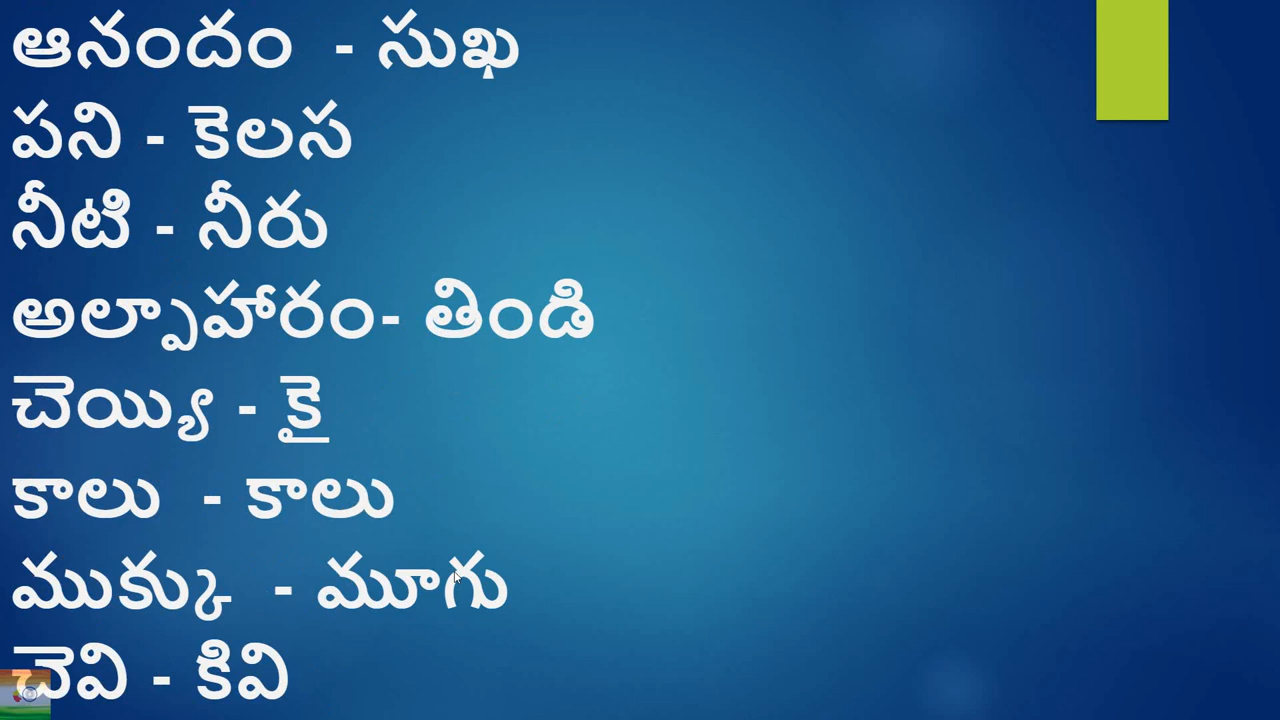 ఆనందం - సుఖ
పని - కెలస
నీటి - నీరు
అల్పాహారం- తిండి
చెయ్యి - కై
కాలు - కాలు
ముక్కు - మూగు
చెవి - కివి